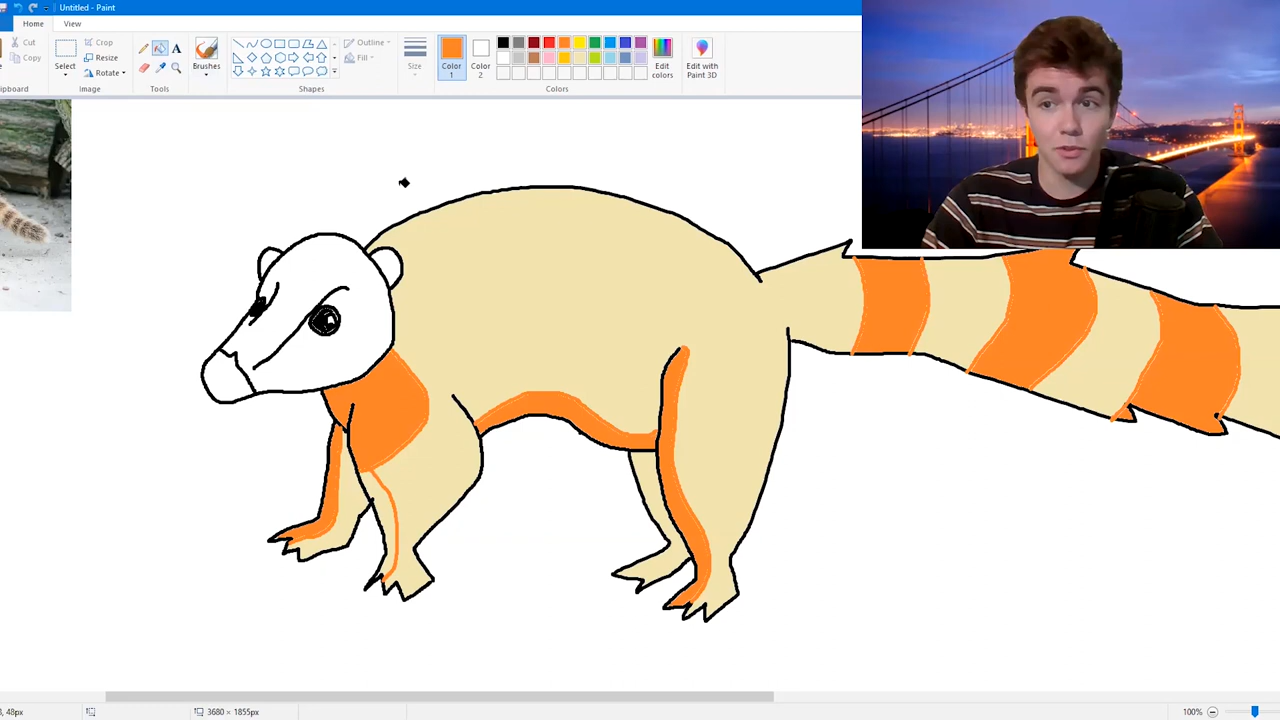 Untitled - Paint
Home View
Cut
Copy
Select
Crop
Resize
Rotate
Image
A
Tools
Brushes
Outline
Fill
Shapes
Size
Color 1
Color 2
Edit colors
Colors
Edit with Paint 3D
48px
3680 × 1855px
100%